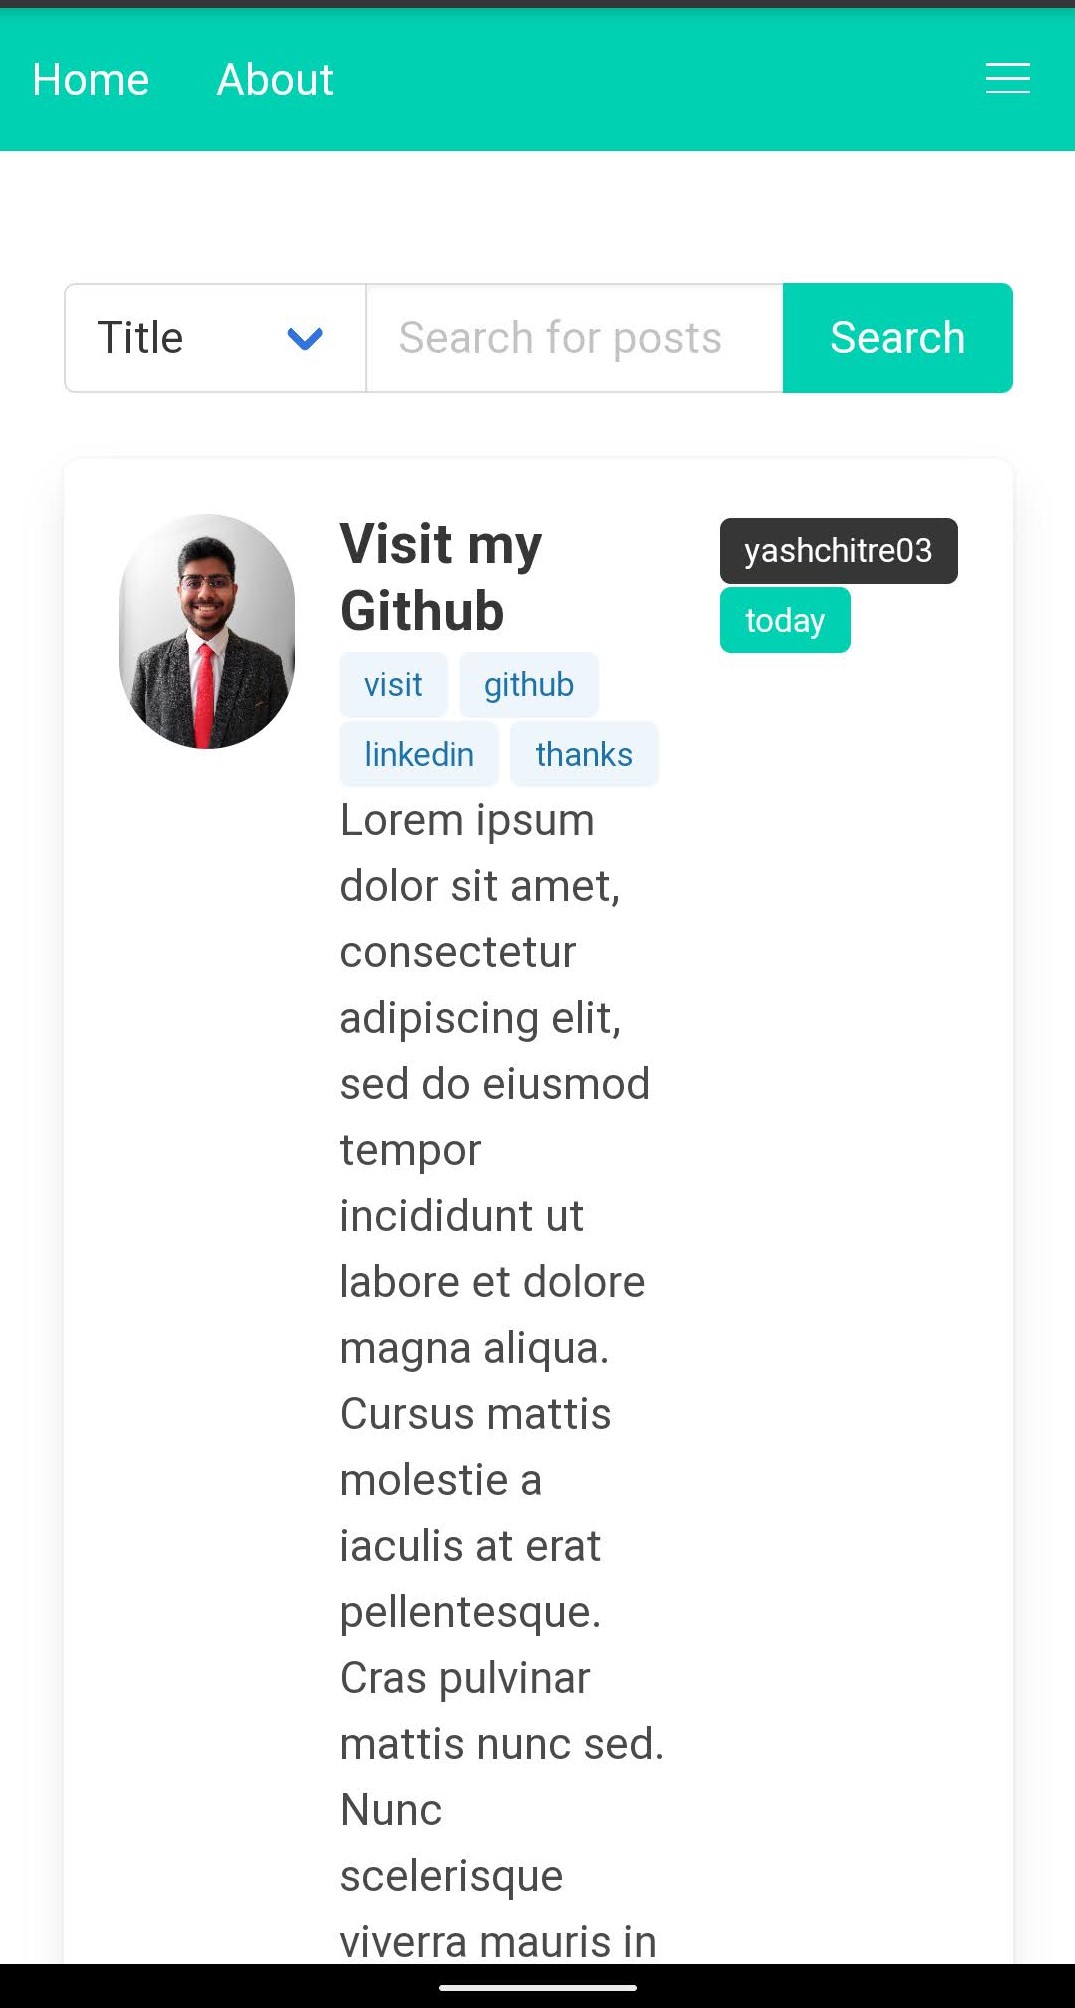 Home About
Title Search for posts Search
Visit my
Github
yashchitre03
today
visit github
linkedin thanks
Lorem ipsum
dolor sit amet,
consectetur
adipiscing elit,
sed do eiusmod
tempor
incididunt ut
labore et dolore
magna aliqua.
Cursus mattis
molestie a
iaculis at erat
pellentesque.
Cras pulvinar
mattis nunc sed.
Nunc
scelerisque
viverra mauris in